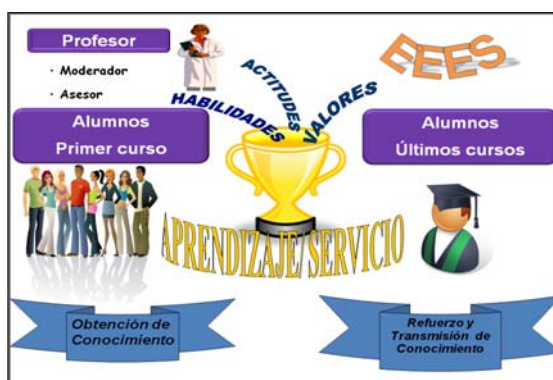 Profesor
· Moderador
· Asesor
HABILIDADES
ACTITUDES
VALORES
EEES
Alumnos
Primer curso
Alumnos
Últimos cursos
APRENDIZAJE/SERVICIO
Obtención de
Conocimiento
Refuerzo y
Transmisión de
Conocimiento